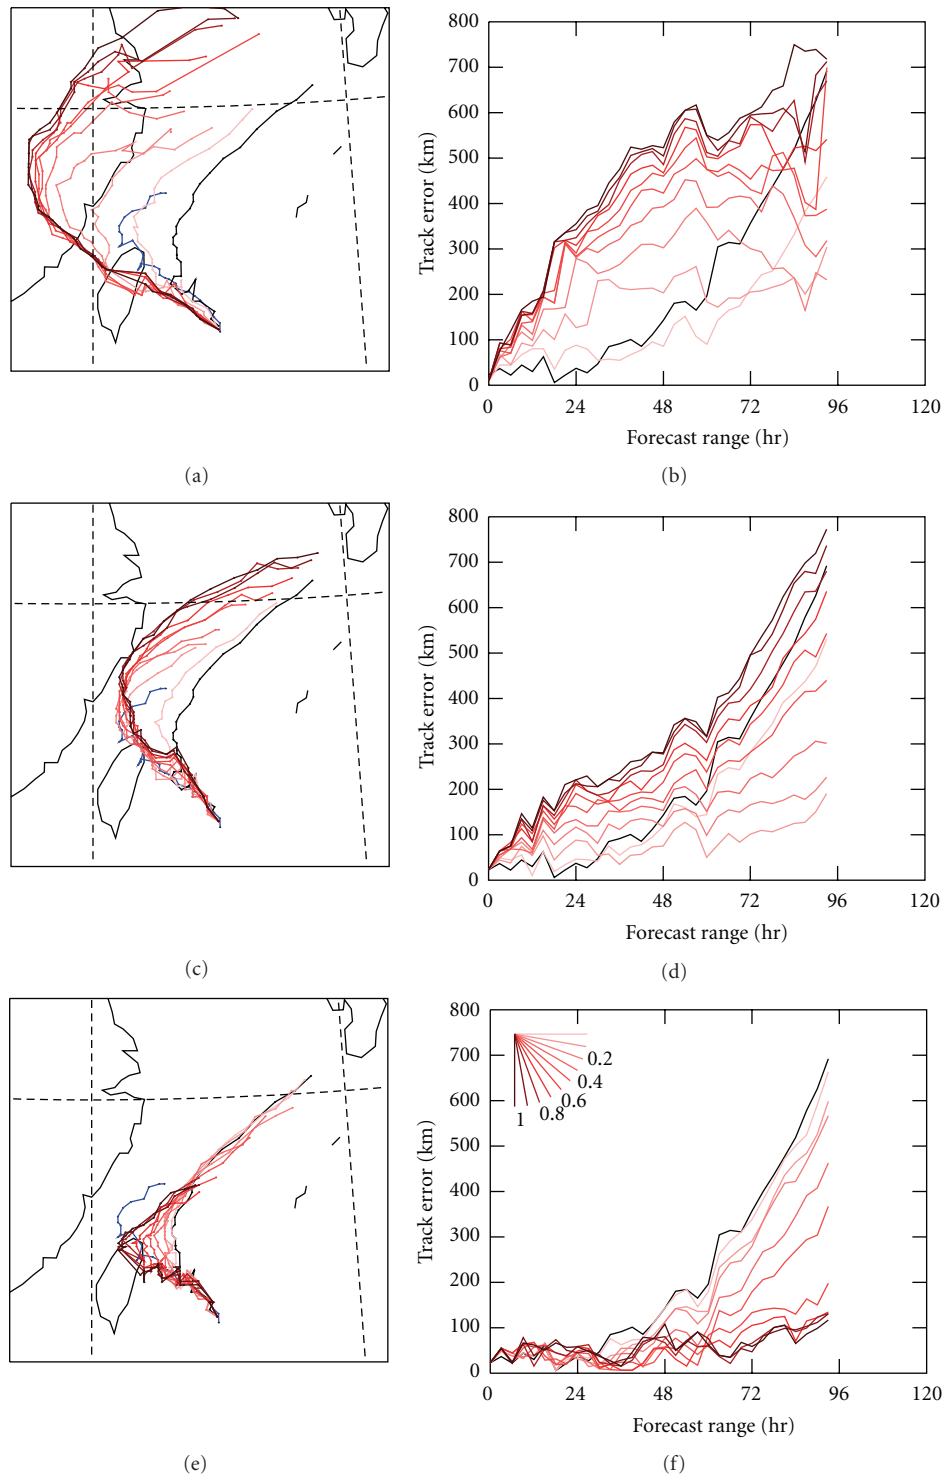 800
700
600
500
400
300
200
100
0
Track error (km)
0 24 48 72 96 120
Forecast range (hr)
(a)
(b)
800
700
600
500
400
300
200
100
0
Track error (km)
0 24 48 72 96 120
Forecast range (hr)
(c)
(d)
800
700
600
500
400
300
200
100
0
Track error (km)
0.2
0.4
0.6
0.8
1
0 24 48 72 96 120
Forecast range (hr)
(e)
(f)